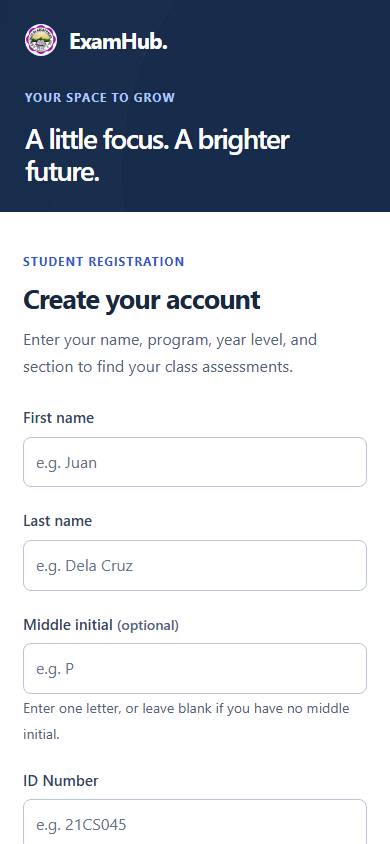 ExamHub.
YOUR SPACE TO GROW
A little focus. A brighter
future.
STUDENT REGISTRATION
Create your account
Enter your name, program, year level, and
section to find your class assessments.
First name
e.g. Juan
Last name
e.g. Dela Cruz
Middle initial (optional)
e.g. P
Enter one letter, or leave blank if you have no middle
initial.
ID Number
e.g. 21CS045